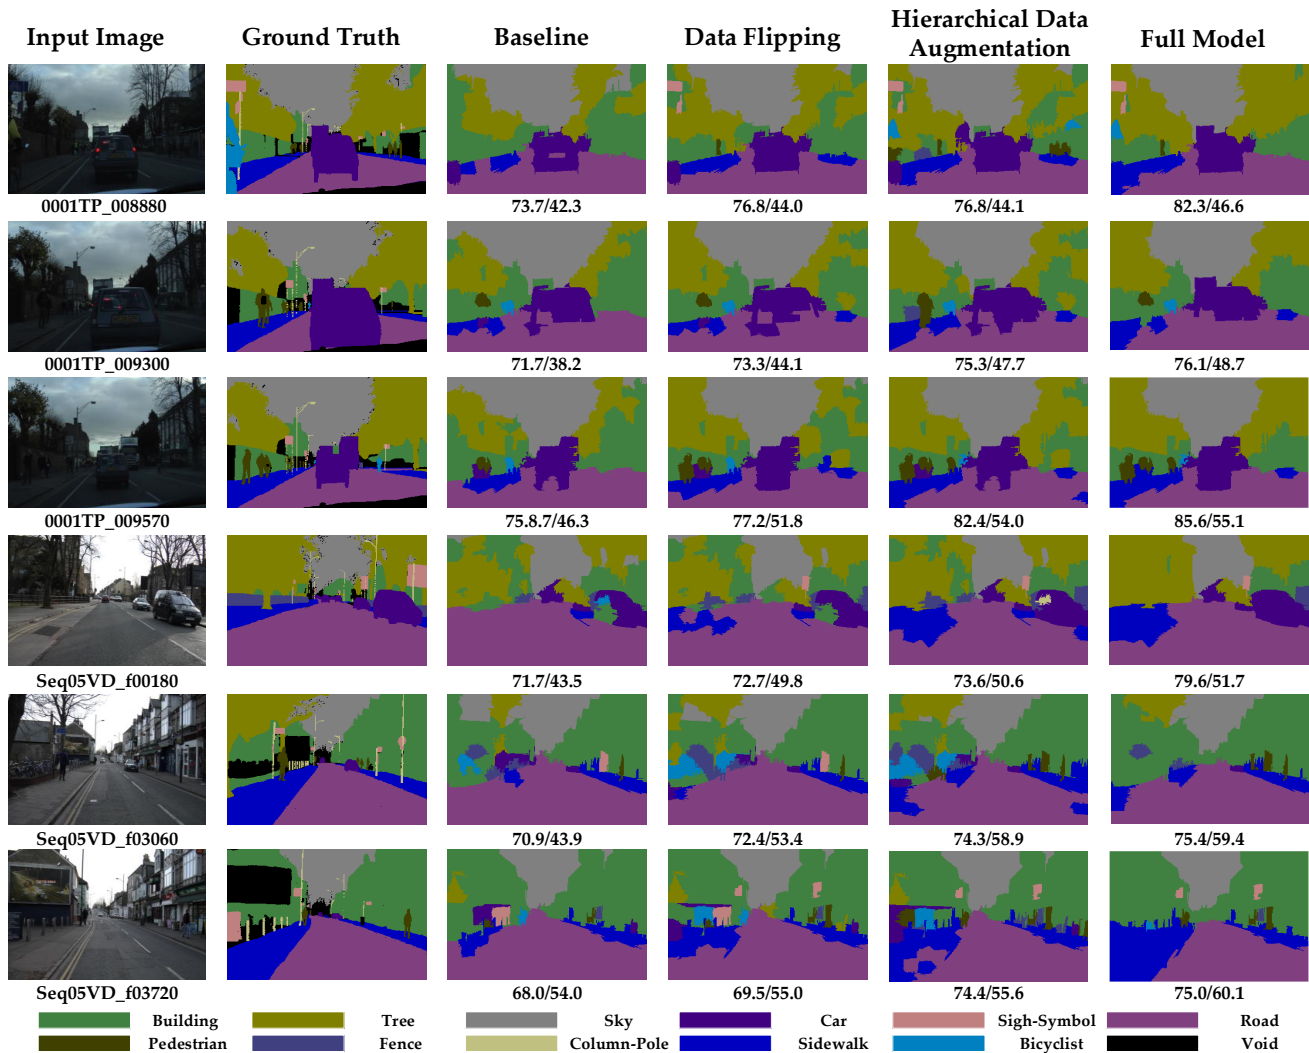 Input Image Ground Truth Baseline Data Flipping Hierarchical Data Augmentation Full Model
0001TP_008880 73.7/42.3 76.8/44.0 76.8/44.1 82.3/46.6
0001TP_009300 71.7/38.2 73.3/44.1 75.3/47.7 76.1/48.7
0001TP_009570 75.8.7/46.3 77.2/51.8 82.4/54.0 85.6/55.1
Seq05VD_f00180 71.7/43.5 72.7/49.8 73.6/50.6 79.6/51.7
Seq05VD_f03060 70.9/43.9 72.4/53.4 74.3/58.9 75.4/59.4
Seq05VD_f03720 68.0/54.0 69.5/55.0 74.4/55.6 75.0/60.1
Building Tree Sky Car Sigh-Symbol Road
Pedestrian Fence Column-Pole Sidewalk Bicyclist Void